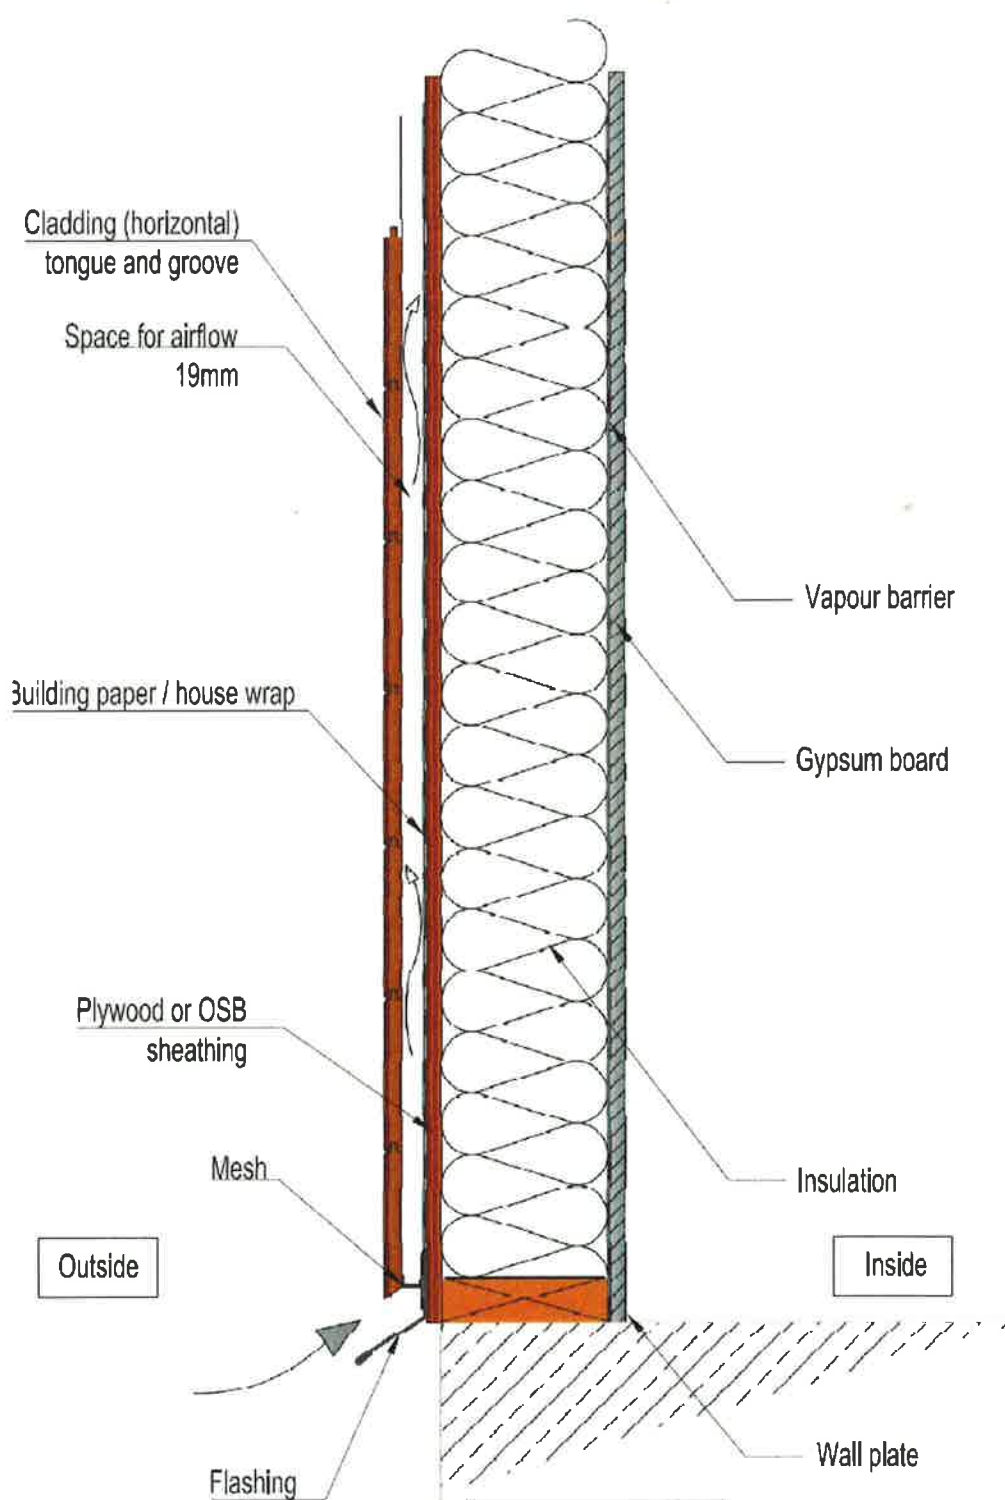 Cladding (horizontal)
tongue and groove
Space for airflow
19mm
Vapour barrier
Building paper / house wrap
Gypsum board
Plywood or OSB
sheathing
Mesh
Insulation
Outside
Inside
Wall plate
Flashing